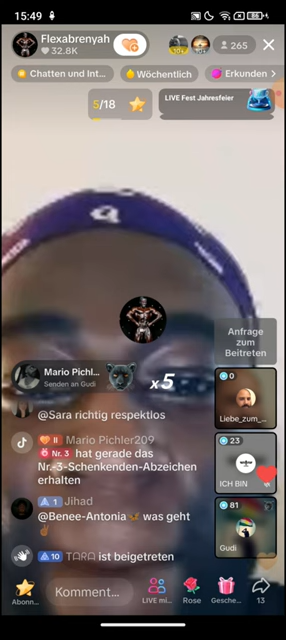 15:49
Flexabrenyah
32.8K
265
Chatten und Int...
Wöchentlich
Erkunden
5/18
LIVE Fest Jahresfeier
Anfrage
zum
Beitreten
Mario Pichl...
Senden an Gudi
x5
0
Liebe_zum_...
@Sara richtig respektlos
II Mario Pichler209
Nr. 3 hat gerade das
Nr.-3-Schenkenden-Abzeichen
erhalten
23
ICH BIN
1 Jihad
@Benee-Antonia was geht
81
Gudi
10 TARA ist beigetreten
Abonn...
Komment...
LIVE mi...
Rose
Gesche...
13